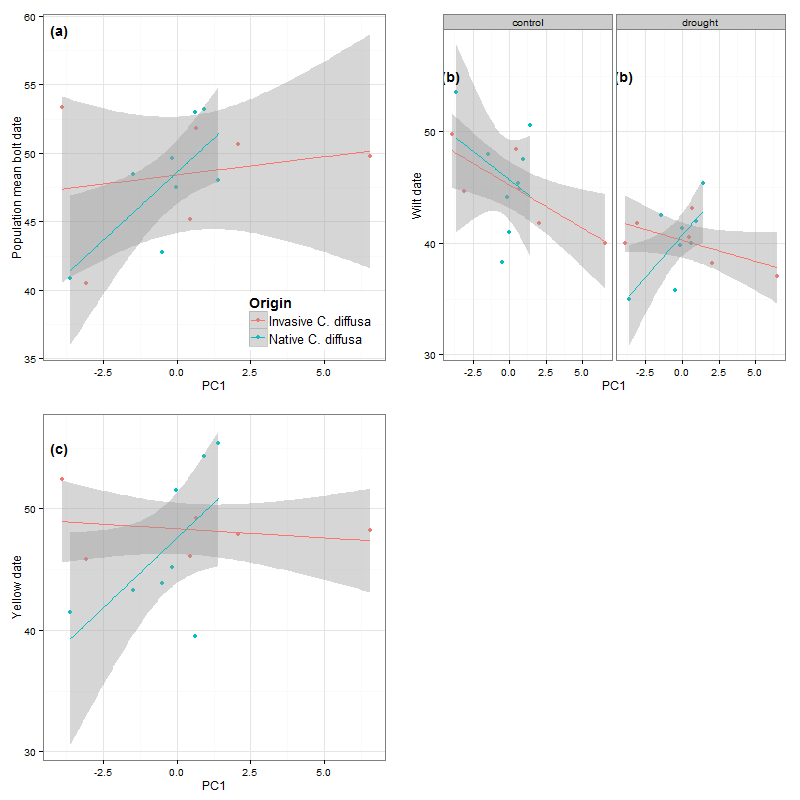 (a)
60
55
50
45
40
35
Population mean bolt date
-2.5
0.0
2.5
5.0
PC1
Origin
Invasive C. diffusa
Native C. diffusa
control
drought
(b)
(b)
50
40
30
Wilt date
-2.5
0.0
2.5
5.0
-2.5
0.0
2.5
5.0
PC1
(c)
50
40
30
Yellow date
-2.5
0.0
2.5
5.0
PC1